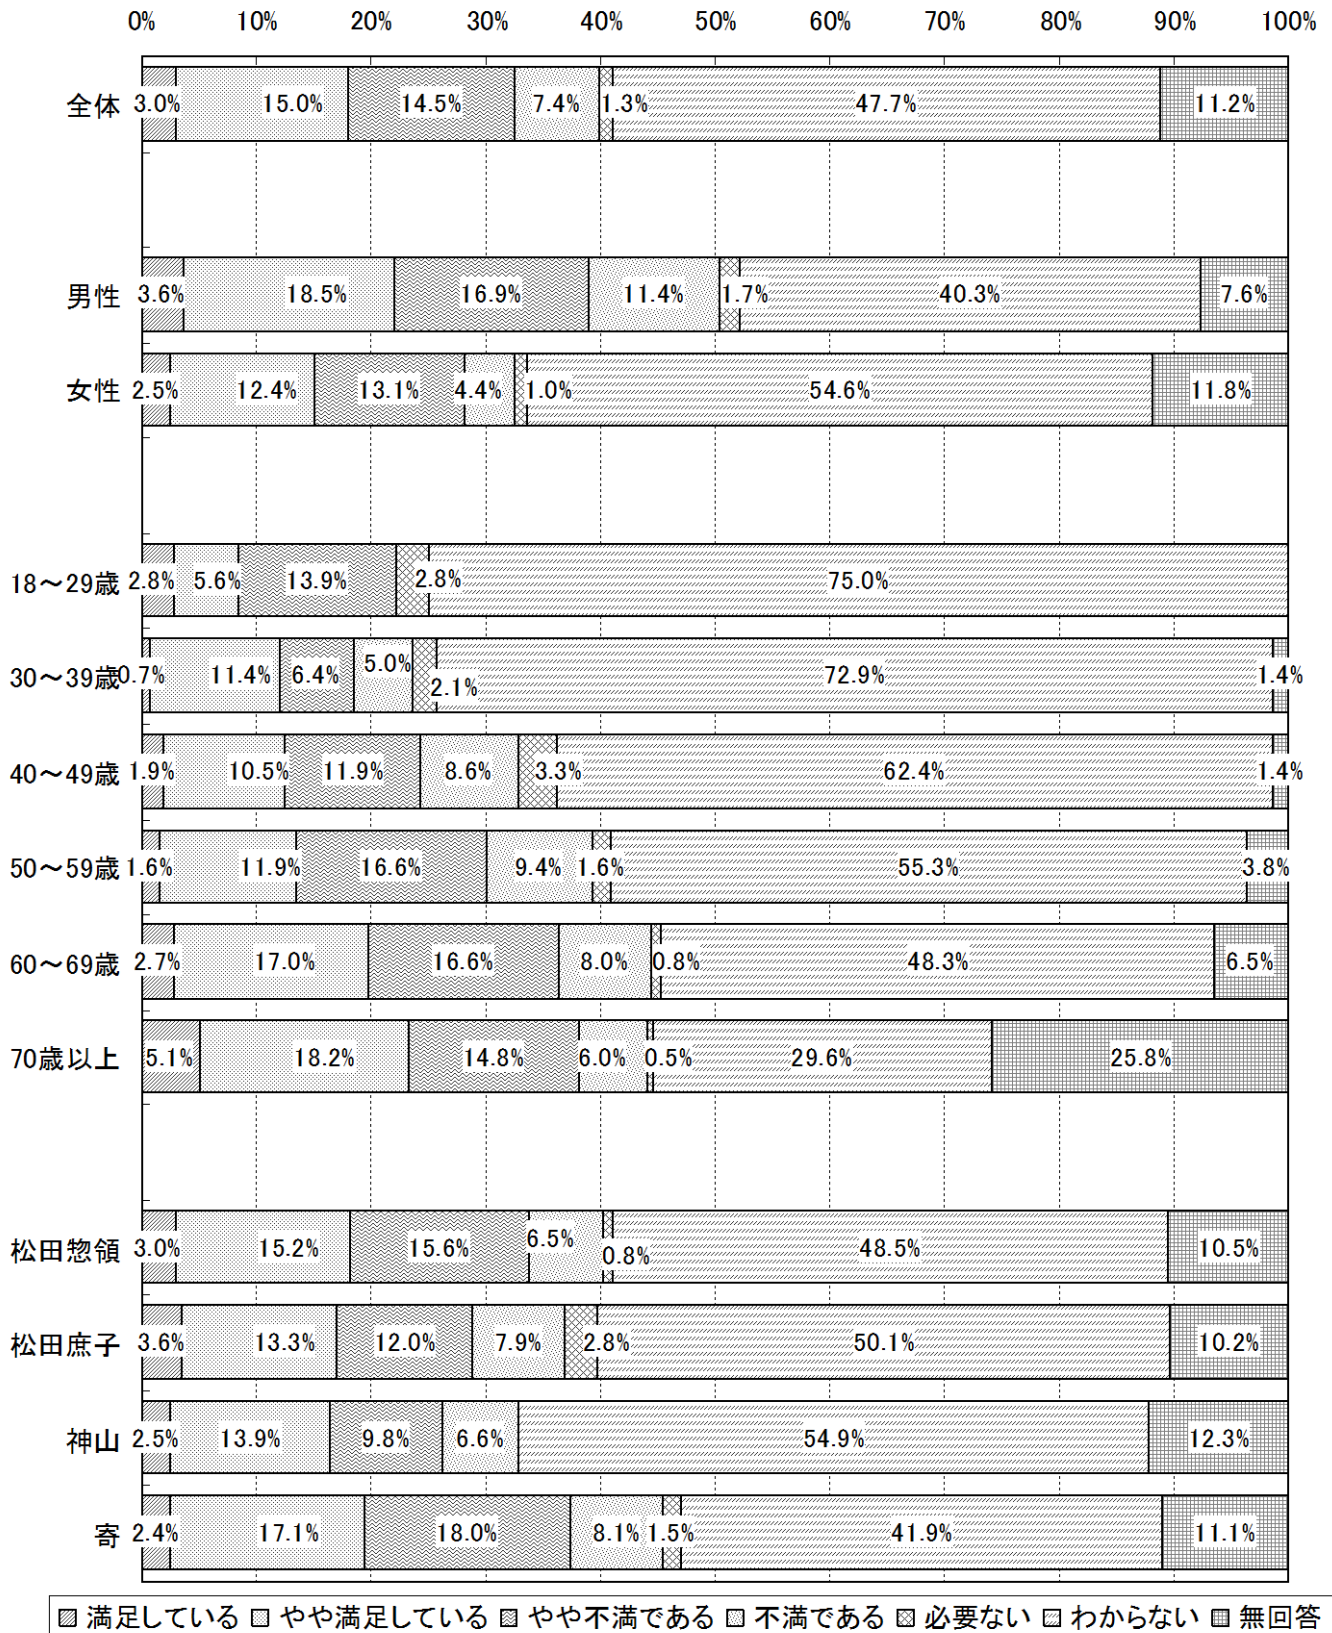 0% 10% 20% 30% 40% 50% 60% 70% 80% 90% 100%
全体 3.0% 15.0% 14.5% 7.4% 1.3% 47.7% 11.2%
男性 3.6% 18.5% 16.9% 11.4% 1.7% 40.3% 7.6%
女性 2.5% 12.4% 13.1% 4.4% 1.0% 54.6% 11.8%
18～29歳 2.8% 5.6% 13.9% 2.8% 75.0%
30～39歳 0.7% 11.4% 6.4% 5.0% 2.1% 72.9% 1.4%
40～49歳 1.9% 10.5% 11.9% 8.6% 3.3% 62.4% 1.4%
50～59歳 1.6% 11.9% 16.6% 9.4% 1.6% 55.3% 3.8%
60～69歳 2.7% 17.0% 16.6% 8.0% 0.8% 48.3% 6.5%
70歳以上 5.1% 18.2% 14.8% 6.0% 0.5% 29.6% 25.8%
松田惣領 3.0% 15.2% 15.6% 6.5% 0.8% 48.5% 10.5%
松田庶子 3.6% 13.3% 12.0% 7.9% 2.8% 50.1% 10.2%
神山 2.5% 13.9% 9.8% 6.6% 54.9% 12.3%
寄 2.4% 17.1% 18.0% 8.1% 1.5% 41.9% 11.1%
満足している やや満足している やや不満である 不満である 必要ない わからない 無回答